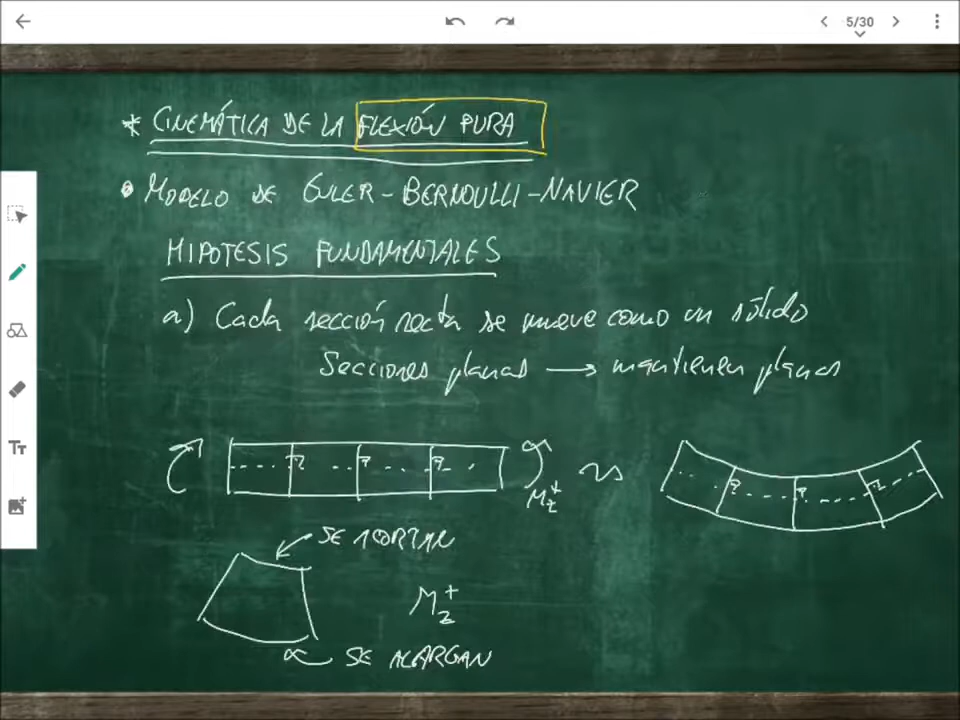 5/30
* CINEMÁTICA DE LA FLEXIÓN PURA
• MODELO DE EULER-BERNOULLI-NAVIER
HIPOTESIS FUNDAMENTALES
a) Cada sección recta se mueve como un sólido
Secciones planas → mantienen planas
Mz+
SE ACORTAN
Mz+
SE ALARGAN
Tт